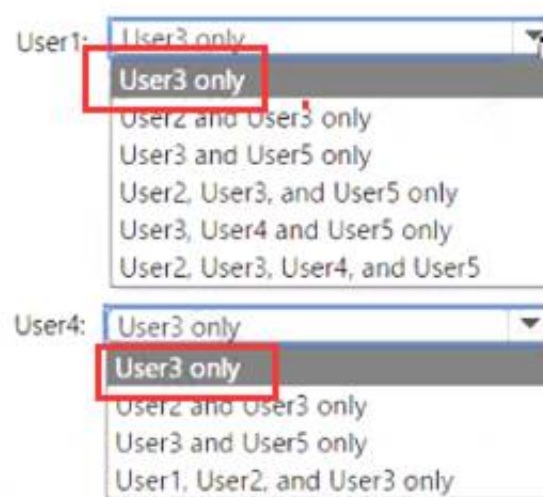 User1: User3 only
User3 only
User2 and User3 only
User3 and User5 only
User2, User3, and User5 only
User3, User4 and User5 only
User2, User3, User4, and User5
User4: User3 only
User3 only
User2 and User3 only
User3 and User5 only
User1, User2, and User3 only